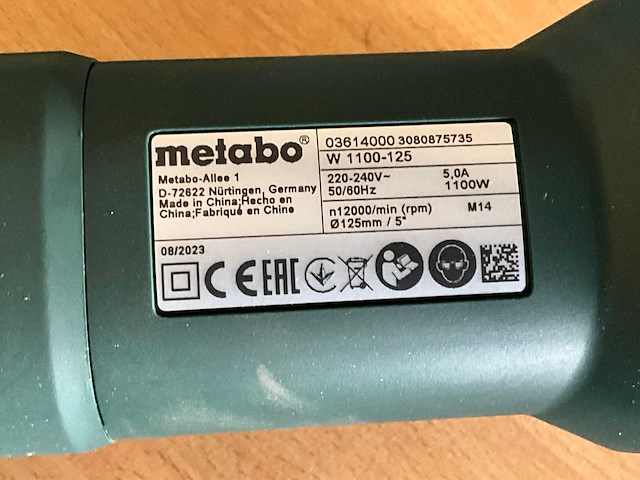 metabo®
Metabo-Allee 1
D-72622 Nürtingen, Germany
Made in China;Hecho en
China;Fabriqué en Chine
08/2023
03614000 3080875735
W 1100-125
220-240V~ 5,0A
50/60Hz 1100W
n12000/min (rpm) M14
Ø125mm / 5"
CE EAC